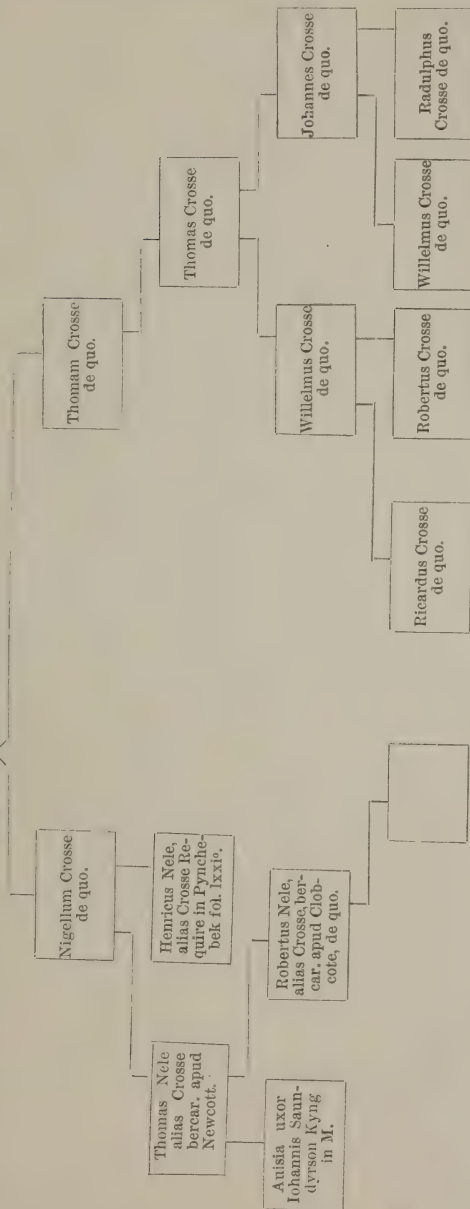 Nigellum Crosse
de quo.
Thomam Crosse
de quo.
Thomas Nele
alias Crosse
bercar. apud
Newcott.
Henricus Nele,
alias Crosse Re-
quire in Pynche-
bek fol. lxxiº.
Thomas Crosse
de quo.
Auisia uxor
Iohannis Saun-
dyrson Kyng
in M.
Robertus Nele,
alias Crosse, ber-
car. apud Clob-
cote, de quo.
Willelmus Crosse
de quo.
Johannes Crosse
de quo.
Ricardus Crosse
de quo.
Robertus Crosse
de quo.
Willelmus Crosse
de quo.
Radulphus
Crosse de quo.